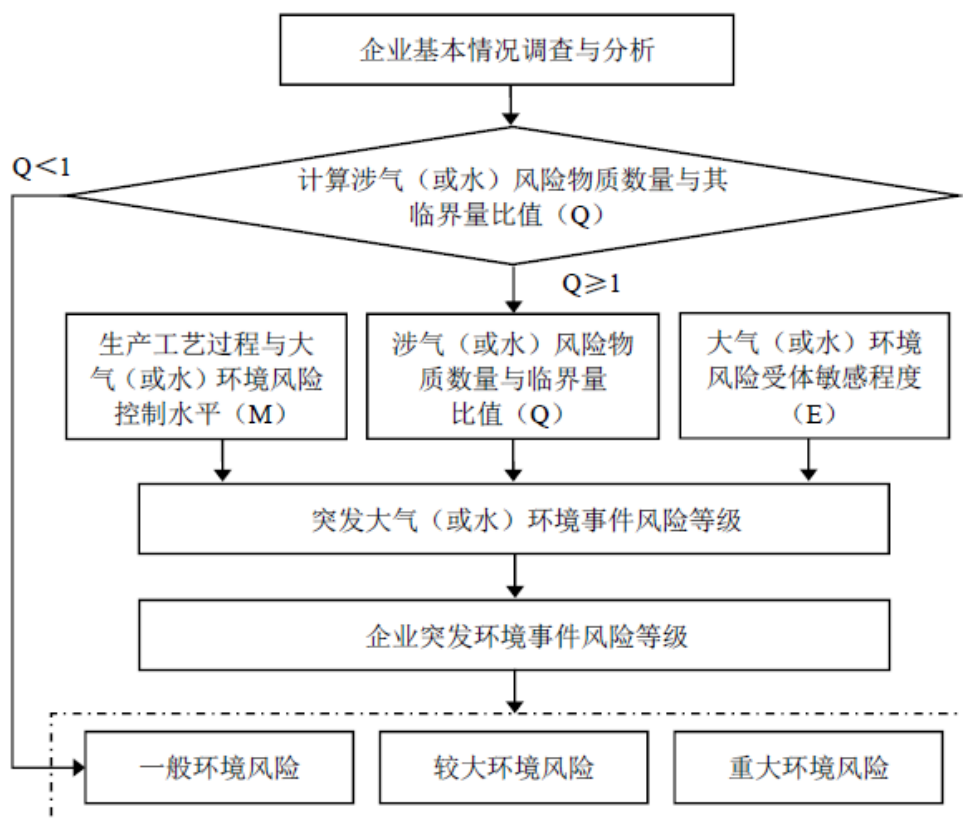 企业基本情况调查与分析
Q＜1
计算涉气（或水）风险物质数量与其
临界量比值（Q）
Q≥1
生产工艺过程与大
气（或水）环境风险
控制水平（M）
涉气（或水）风险物
质数量与临界量
比值（Q）
大气（或水）环境
风险受体敏感程度
（E）
突发大气（或水）环境事件风险等级
企业突发环境事件风险等级
一般环境风险
较大环境风险
重大环境风险